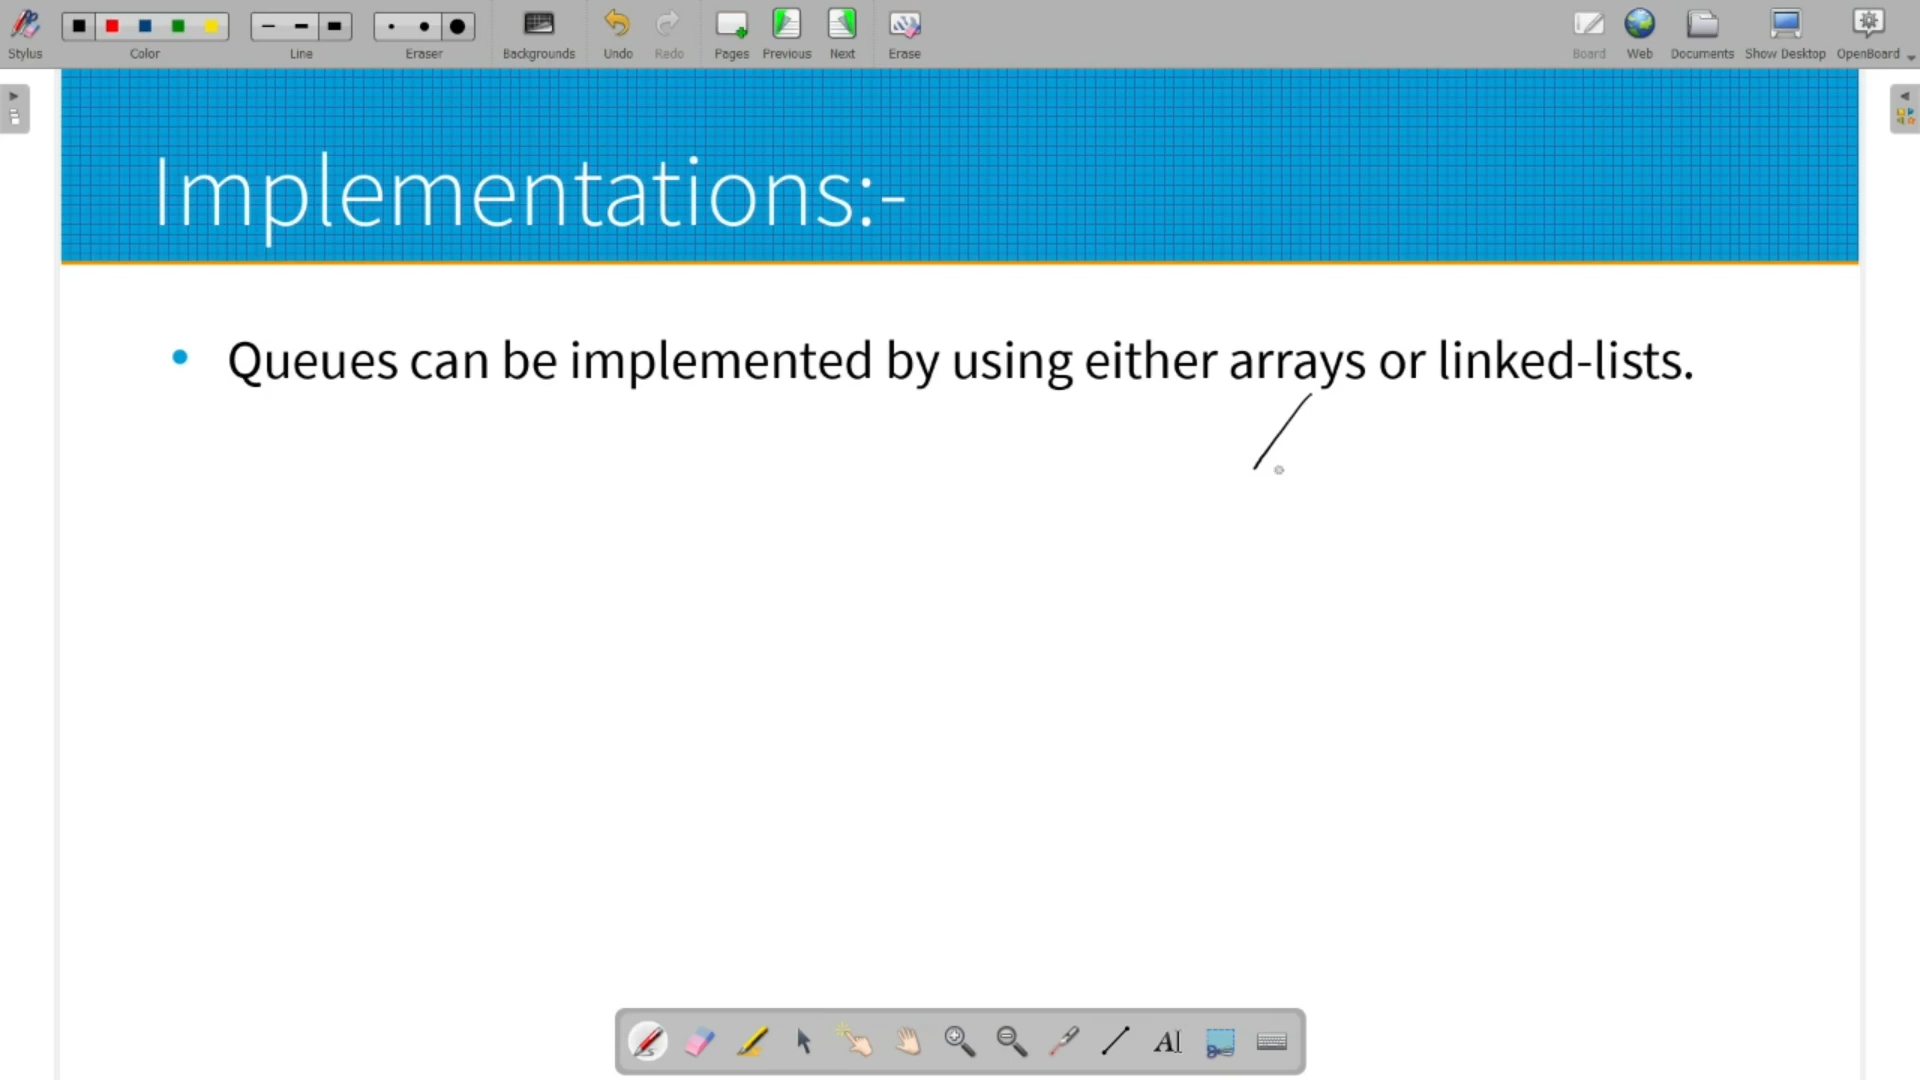 Stylus
Color
Line
Eraser
Backgrounds
Undo
Redo
Pages
Previous
Next
Erase
Board
Web
Documents
Show Desktop
OpenBoard
Implementations:-
• Queues can be implemented by using either arrays or linked-lists.
AI